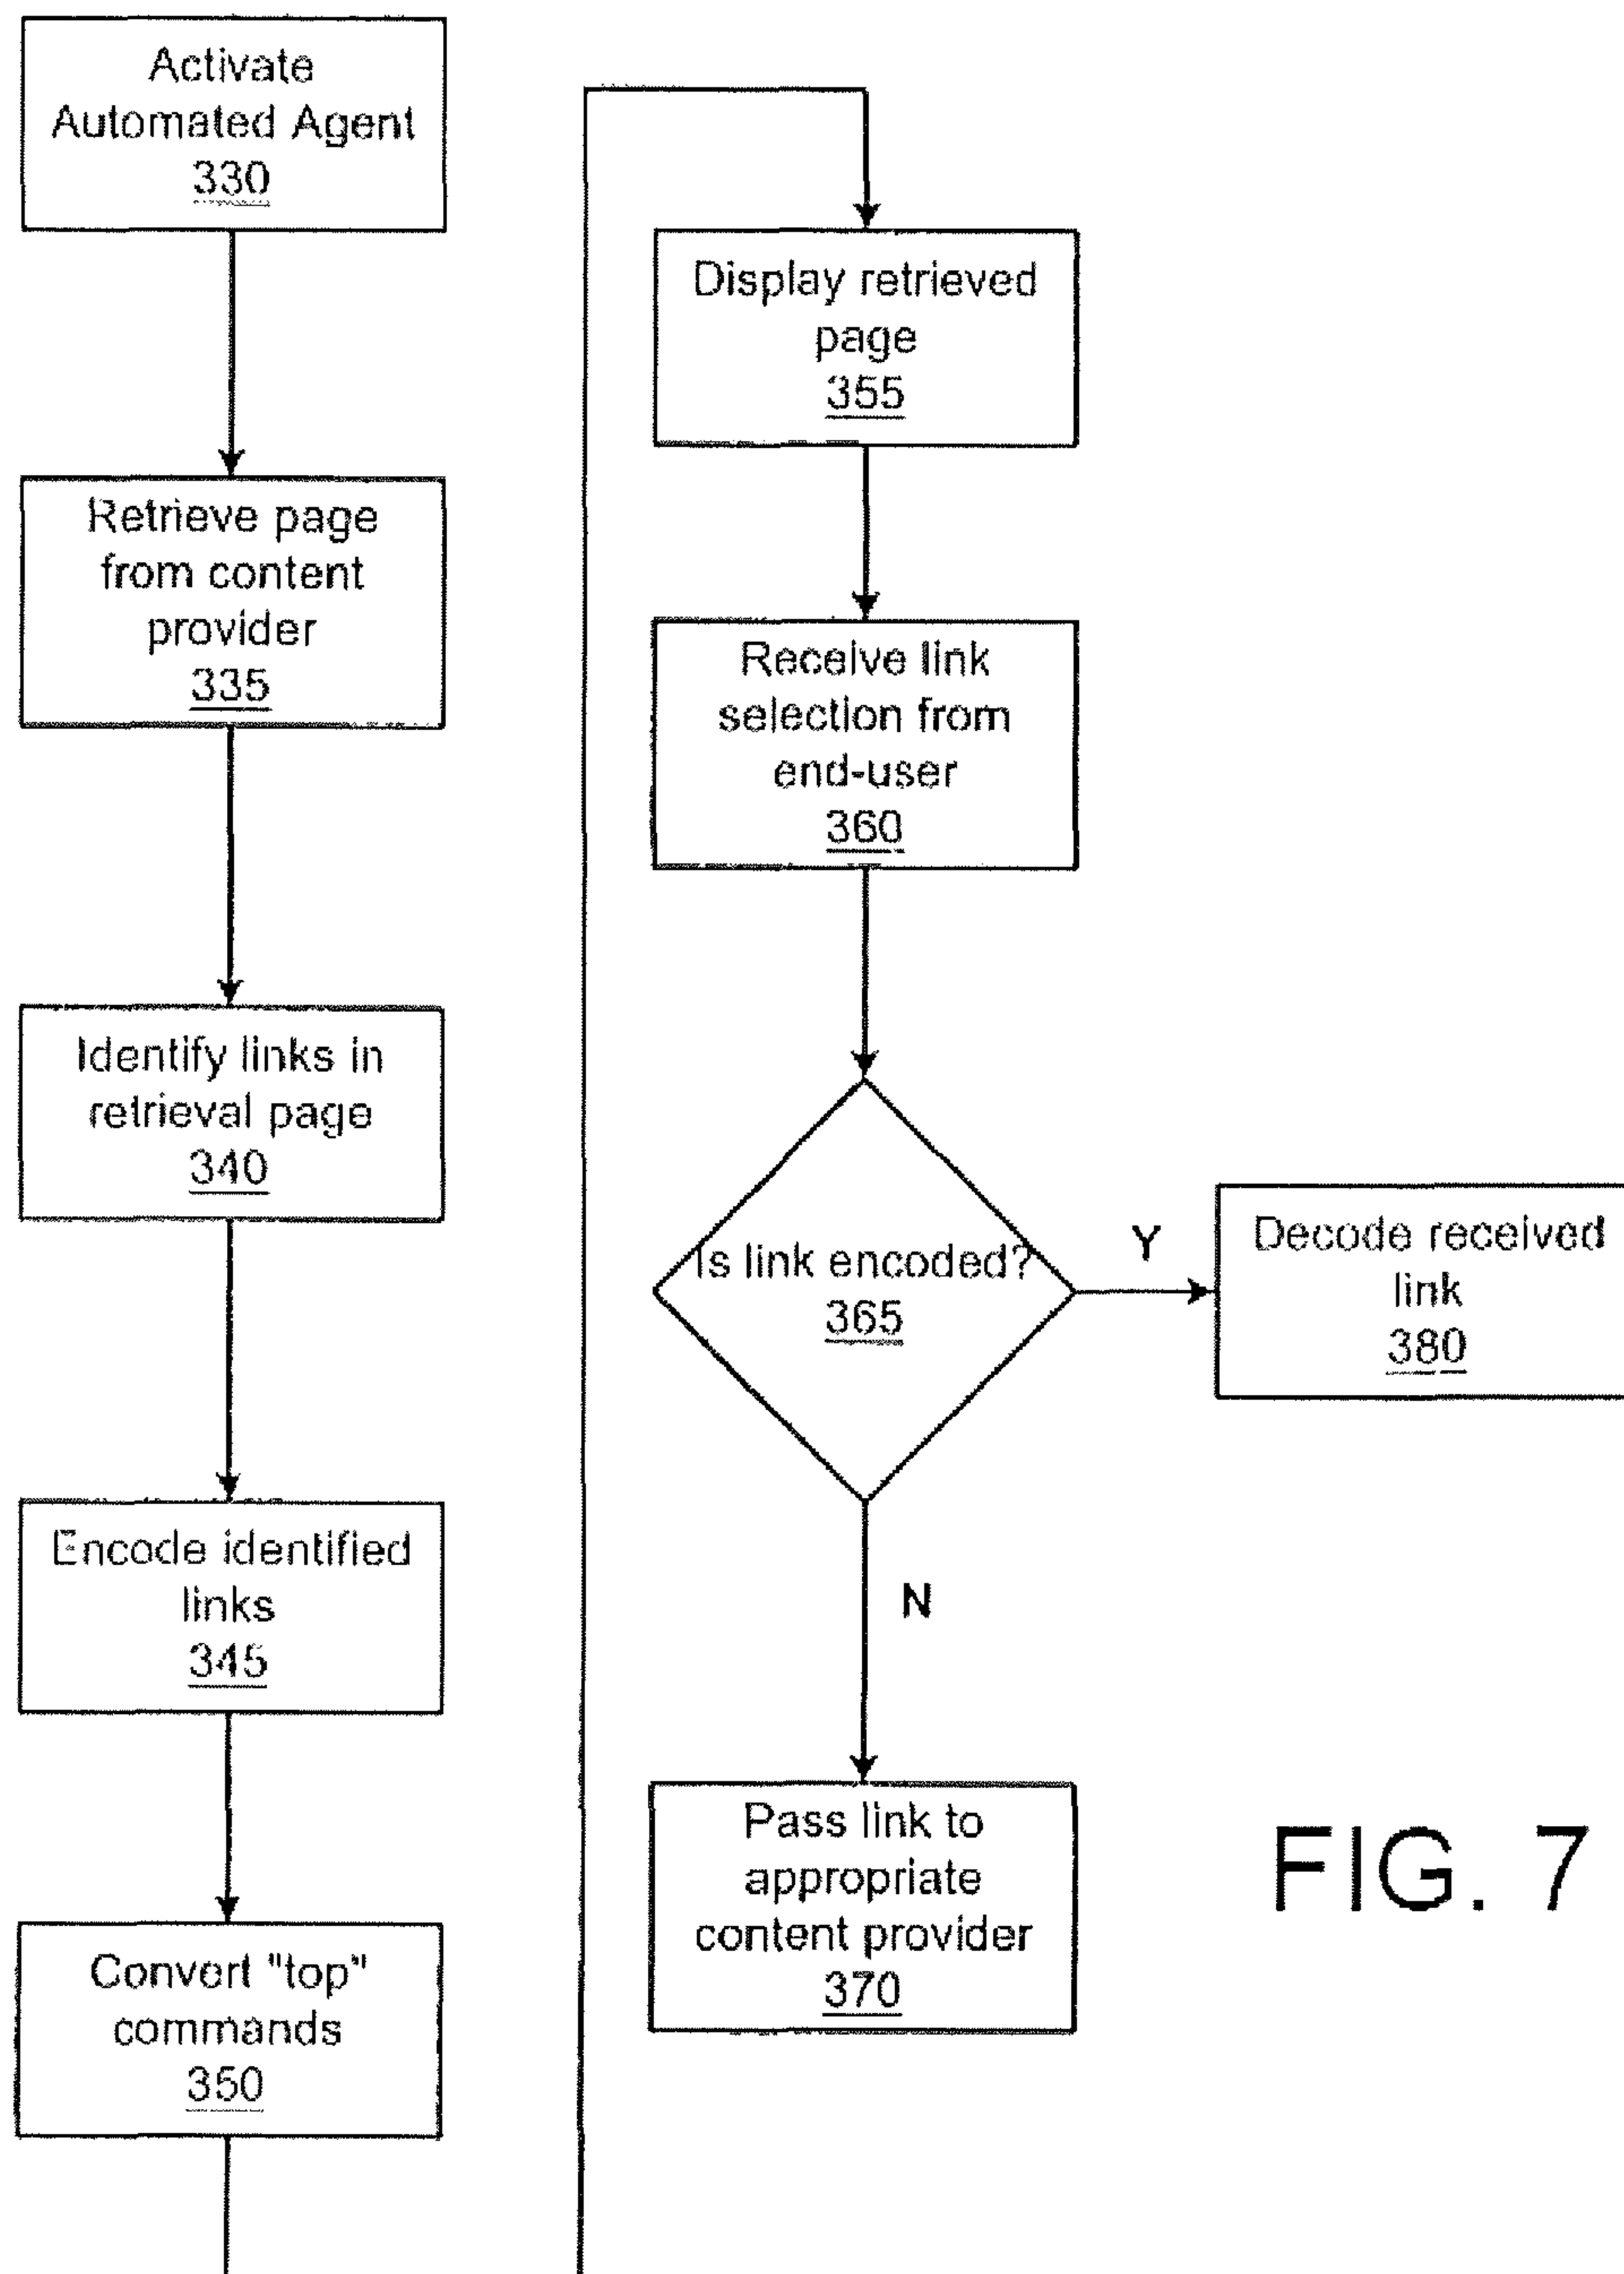 Activate
Automated Agent
330
Retrieve page
from content
provider
335
Identify links in
retrieval page
340
Encode identified
links
345
Convert "top"
commands
350
Display retrieved
page
355
Receive link
selection from
end-user
360
Is link encoded?
365
Y
Decode received
link
380
N
Pass link to
appropriate
content provider
370
FIG. 7